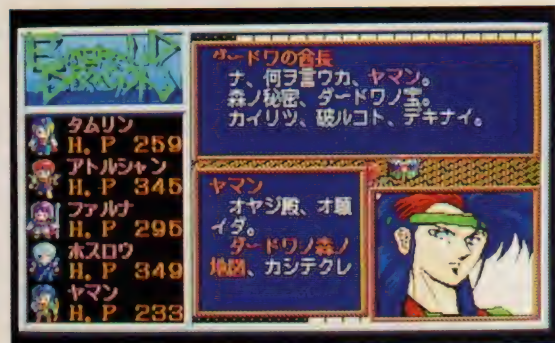 EMERALD
DRAGON
タムリン
H. P 259
アトルシャン
H. P 345
ファルナ
H. P 295
ホスロウ
H. P 349
ヤマン
H. P 233
ダードワの酋長
ナ、何ヲ言ウカ、ヤマン。
森ノ秘密、ダードワノ宝。
カイリツ、破ルコト、デキナイ。
ヤマン
オヤジ殿、オ願
イダ。
ダードワノ森ノ
地図、カシテクレ